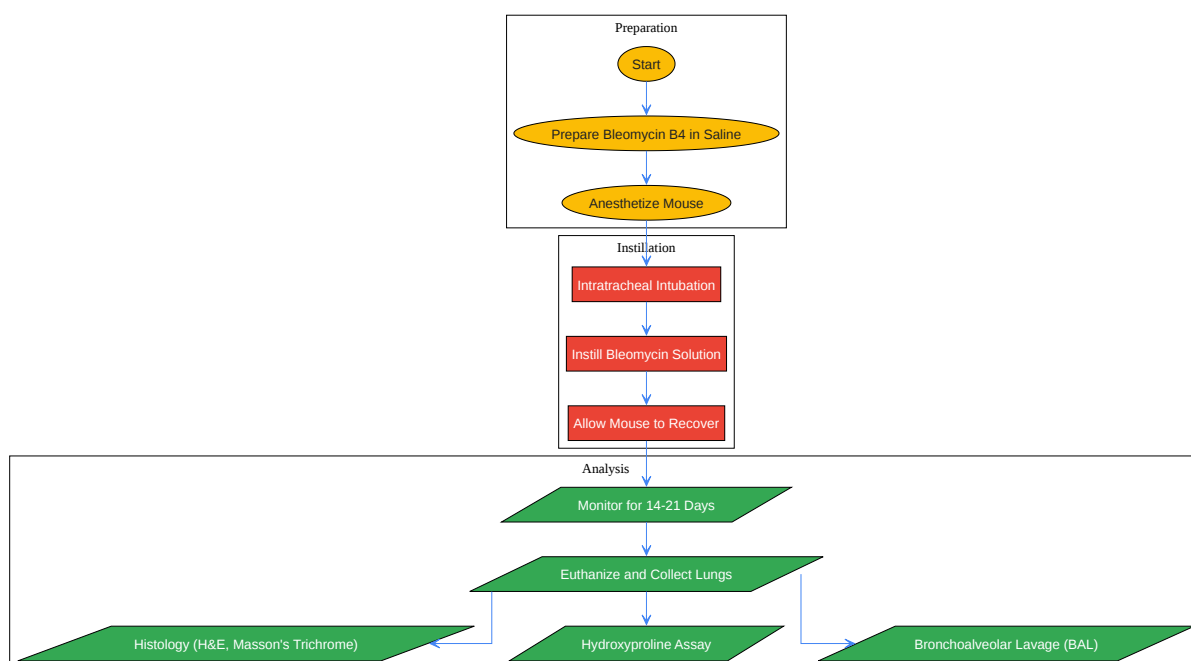 Preparation
Start
Prepare Bleomycin B4 in Saline
Anesthetize Mouse
Instillation
Intratracheal Intubation
Instill Bleomycin Solution
Allow Mouse to Recover
Analysis
Monitor for 14-21 Days
Euthanize and Collect Lungs
Histology (H&E, Masson's Trichrome)
Hydroxyproline Assay
Bronchoalveolar Lavage (BAL)